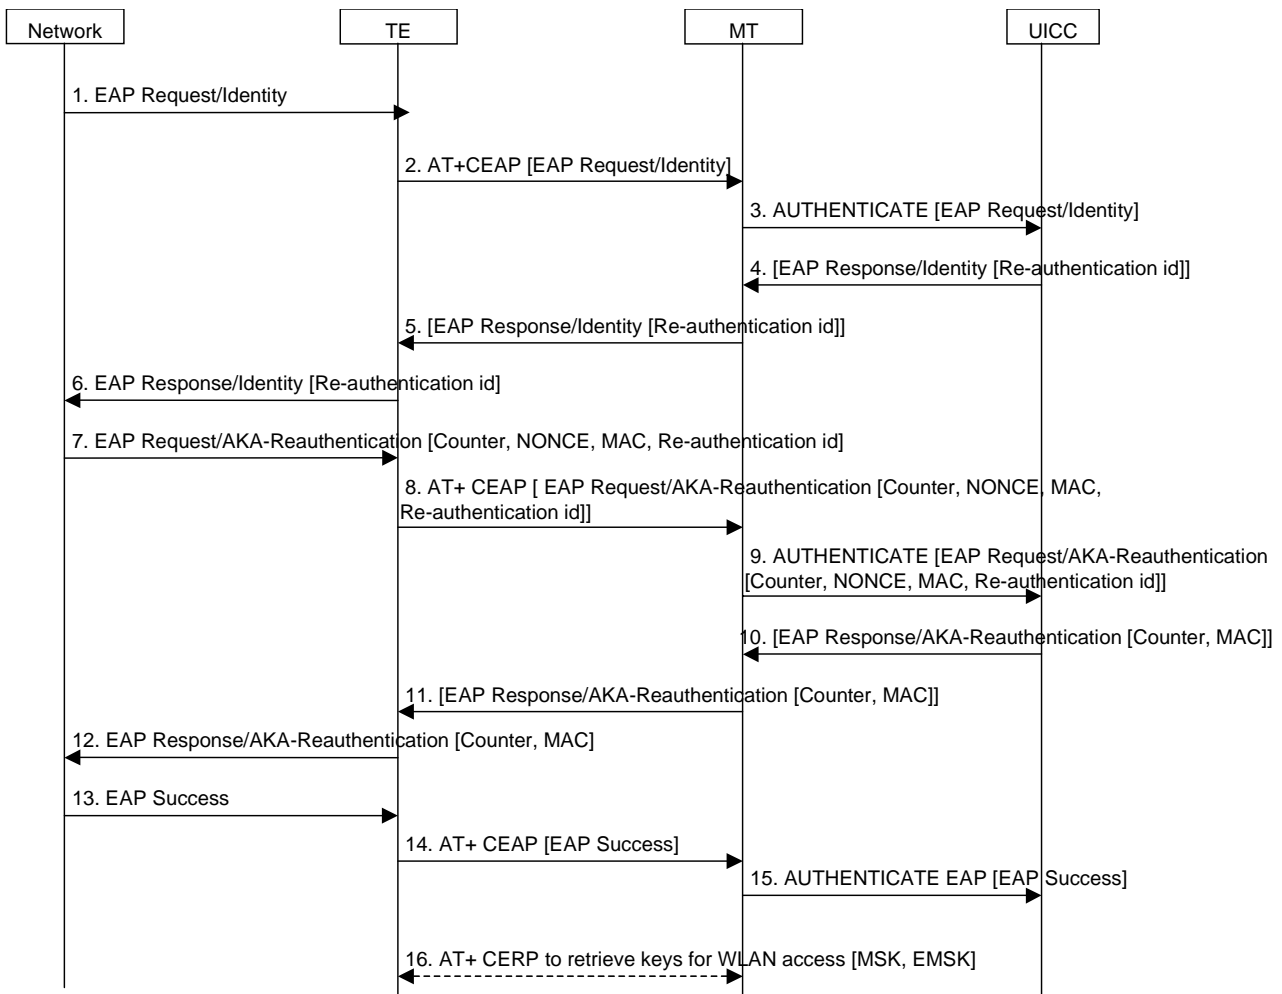 Network
TE
MT
UICC
1. EAP Request/Identity
2. AT+CEAP [EAP Request/Identity]
3. AUTHENTICATE [EAP Request/Identity]
4. [EAP Response/Identity [Re-authentication id]]
5. [EAP Response/Identity [Re-authentication id]]
6. EAP Response/Identity [Re-authentication id]
7. EAP Request/AKA-Reauthentication [Counter, NONCE, MAC, Re-authentication id]
8. AT+ CEAP [ EAP Request/AKA-Reauthentication [Counter, NONCE, MAC,
Re-authentication id]]
9. AUTHENTICATE [EAP Request/AKA-Reauthentication
[Counter, NONCE, MAC, Re-authentication id]]
10. [EAP Response/AKA-Reauthentication [Counter, MAC]]
11. [EAP Response/AKA-Reauthentication [Counter, MAC]]
12. EAP Response/AKA-Reauthentication [Counter, MAC]
13. EAP Success
14. AT+ CEAP [EAP Success]
15. AUTHENTICATE EAP [EAP Success]
16. AT+ CERP to retrieve keys for WLAN access [MSK, EMSK]